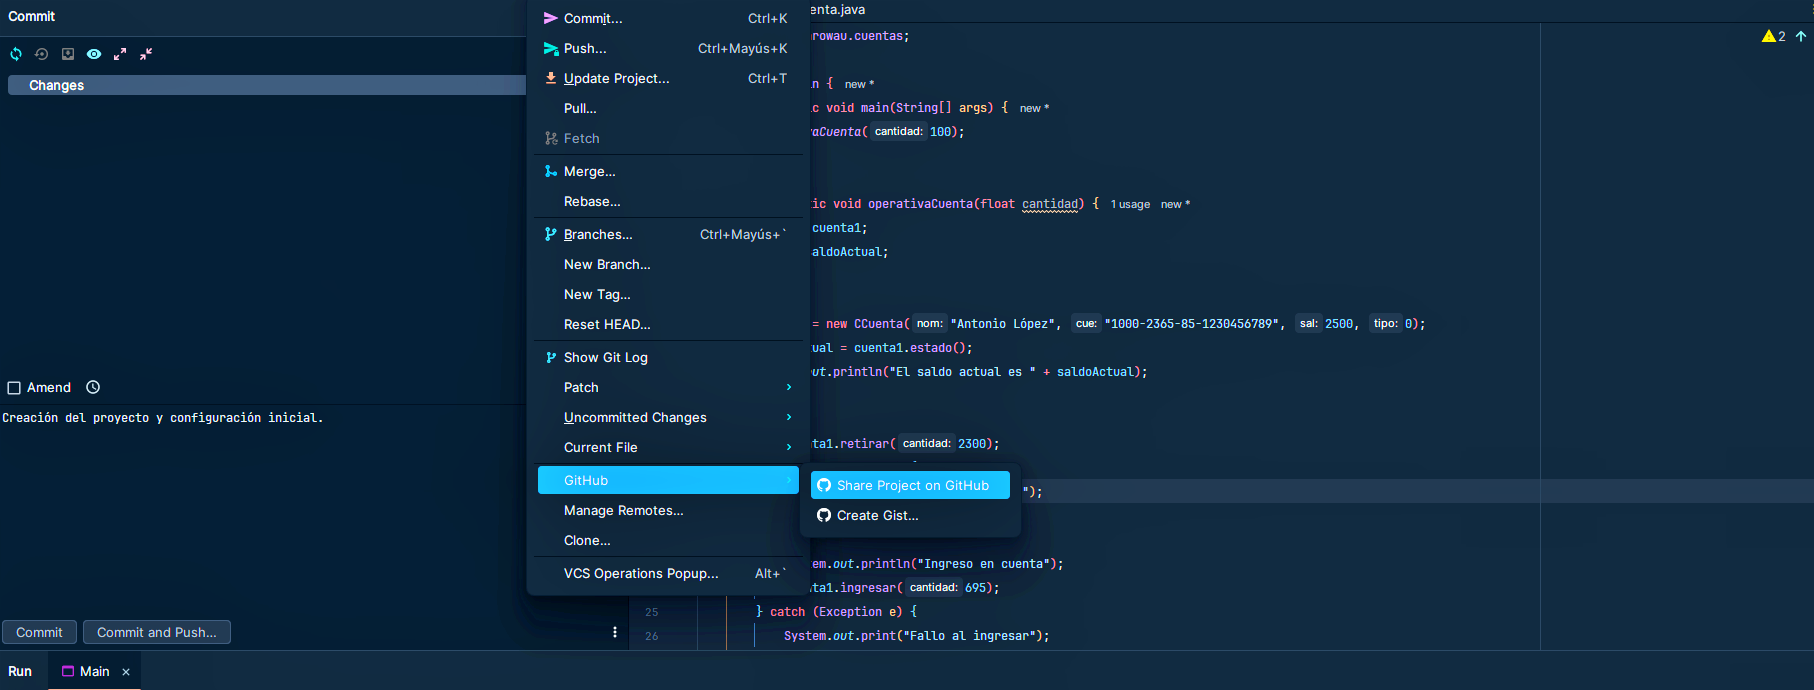 Commit
Changes
Amend
Creación del proyecto y configuración inicial.
Commit
Commit and Push...
Run
Main ×
Commit... Ctrl+K
Push... Ctrl+Mayús+K
Update Project... Ctrl+T
Pull...
Fetch
Merge...
Rebase...
Branches... Ctrl+Mayús+`
New Branch...
New Tag...
Reset HEAD...
Show Git Log
Patch
Uncommitted Changes
Current File
GitHub
Manage Remotes...
Clone...
VCS Operations Popup... Alt+`
Share Project on GitHub
Create Gist...
enta.java
2
rowau.cuentas;
n { new *
c void main(String[] args) { new *
aCuenta( cantidad: 100);
tic void operativaCuenta(float cantidad) { 1 usage new *
cuenta1;
saldoActual;
= new CCuenta( nom: "Antonio López", cue: "1000-2365-85-1230456789", sal: 2500, tipo: 0);
ual = cuenta1.estado();
out.println("El saldo actual es " + saldoActual);
ta1.retirar( cantidad: 2300);
");
tem.out.println("Ingreso en cuenta");
nta1.ingresar( cantidad: 695);
25 } catch (Exception e) {
26 System.out.print("Fallo al ingresar");